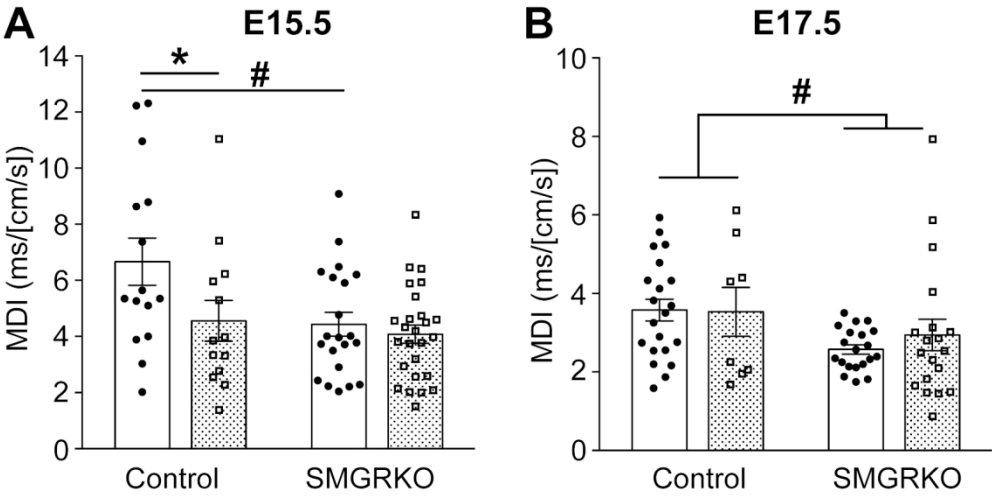 A E15.5
MDI (ms/[cm/s])
14
12
10
8
6
4
2
0
*
#
Control SMGRKO
B E17.5
MDI (ms/[cm/s])
10
8
6
4
2
0
#
Control SMGRKO